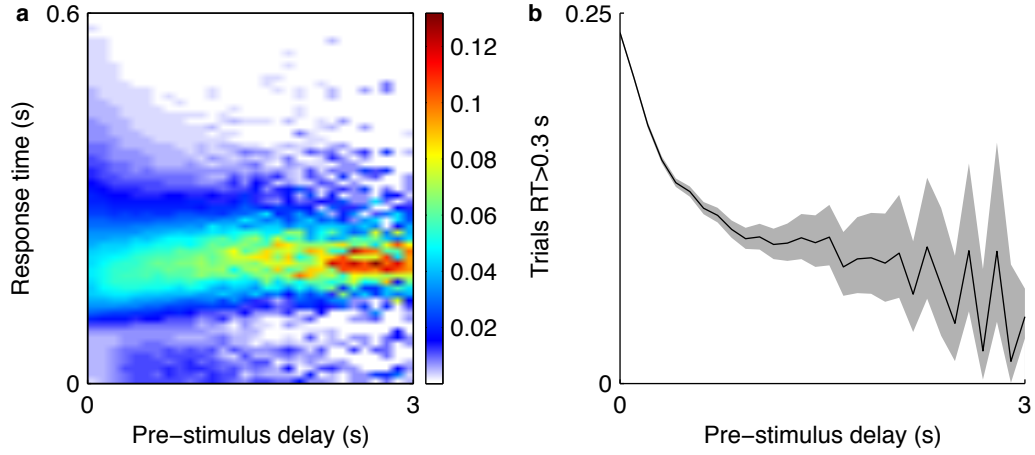 a
0.6
Response time (s)
0
0
3
Pre−stimulus delay (s)
0.12
0.1
0.08
0.06
0.04
0.02
b
0.25
Trials RT>0.3 s
0
0
3
Pre−stimulus delay (s)